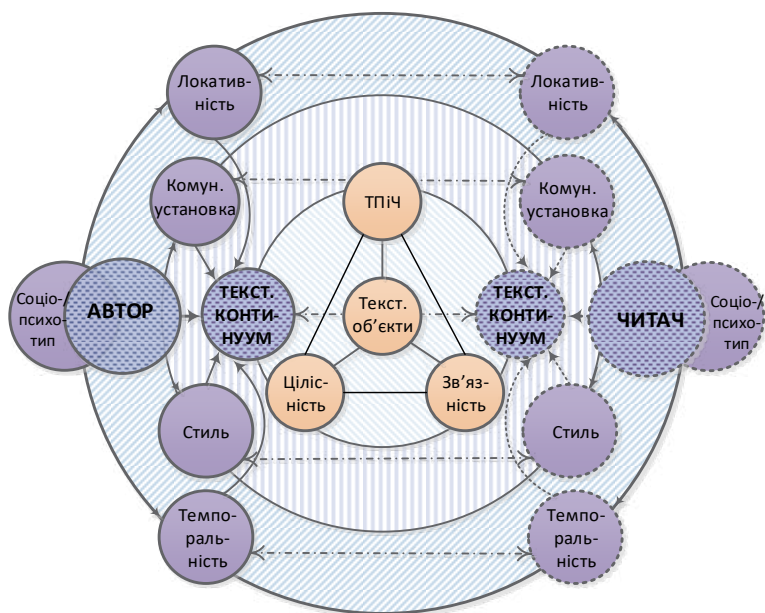 Локатив-
ність
Локатив-
ність
Комун.
установка
ТПіЧ
Комун.
установка
Соціо-/
психо-
тип
АВТОР
ТЕКСТ.
КОНТИ-
НУУМ
Текст.
об’єкти
ТЕКСТ.
КОНТИ-
НУУМ
ЧИТАЧ
Соціо-/
психо-
тип
Цліс-
ність
Зв’яз-
ність
Стиль
Стиль
Темпо-
раль-
ність
Темпо-
раль-
ність